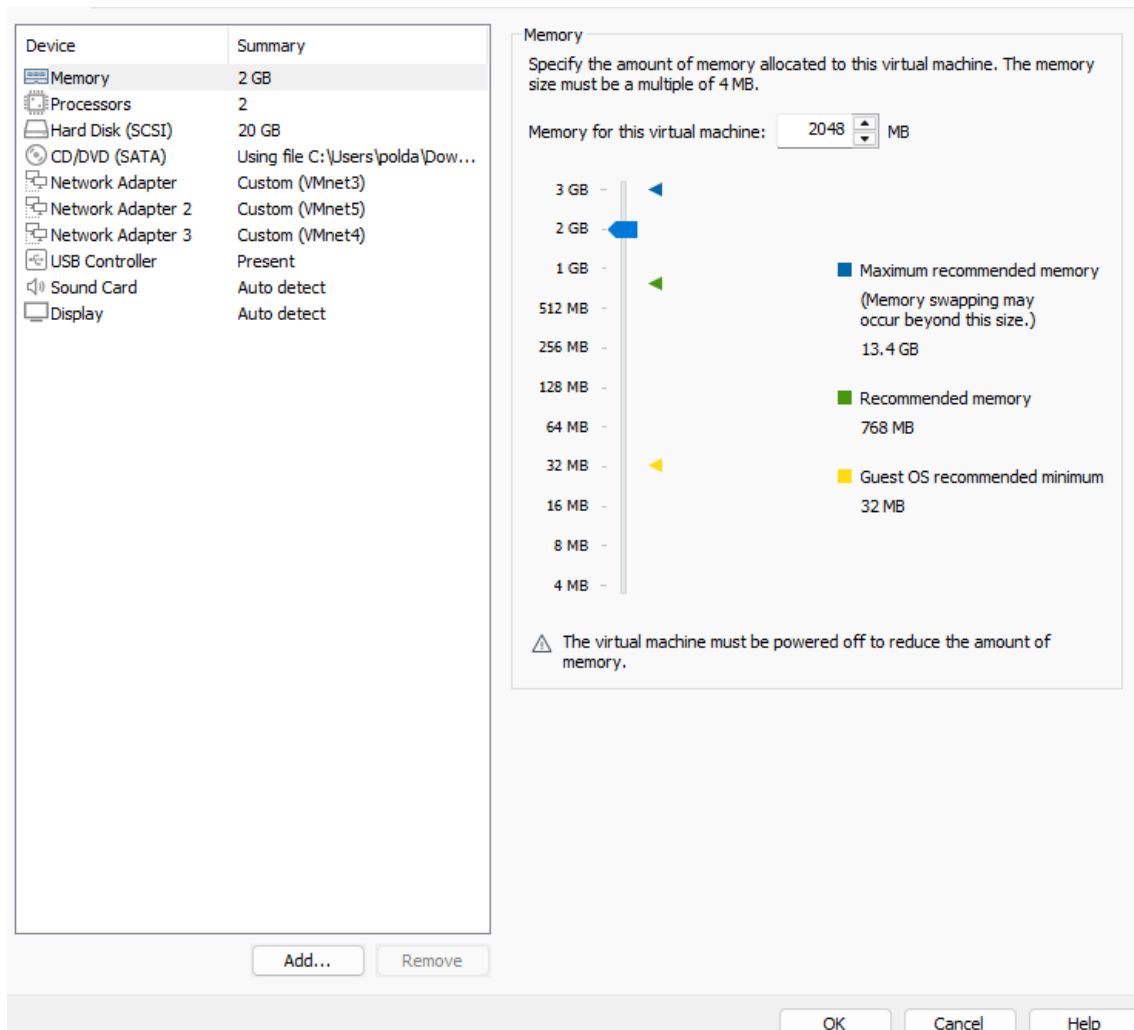 Device Summary
Memory 2 GB
Processors 2
Hard Disk (SCSI) 20 GB
CD/DVD (SATA) Using file C:\Users\polda\Dow...
Network Adapter Custom (VMnet3)
Network Adapter 2 Custom (VMnet5)
Network Adapter 3 Custom (VMnet4)
USB Controller Present
Sound Card Auto detect
Display Auto detect
Add... Remove
Memory
Specify the amount of memory allocated to this virtual machine. The memory
size must be a multiple of 4 MB.
Memory for this virtual machine: 2048 MB
3 GB
2 GB
1 GB
512 MB
256 MB
128 MB
64 MB
32 MB
16 MB
8 MB
4 MB
Maximum recommended memory
(Memory swapping may
occur beyond this size.)
13.4 GB
Recommended memory
768 MB
Guest OS recommended minimum
32 MB
The virtual machine must be powered off to reduce the amount of
memory.
OK Cancel Help